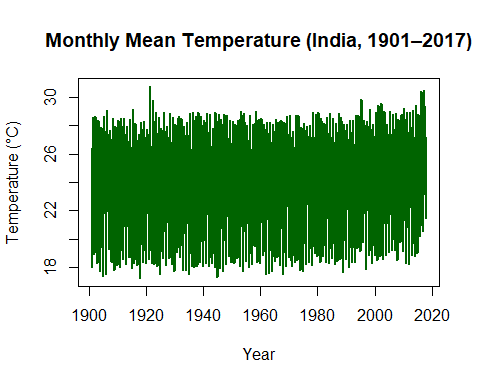 Monthly Mean Temperature (India, 1901–2017)
Temperature (°C)
30
26
22
18
1900 1920 1940 1960 1980 2000 2020
Year